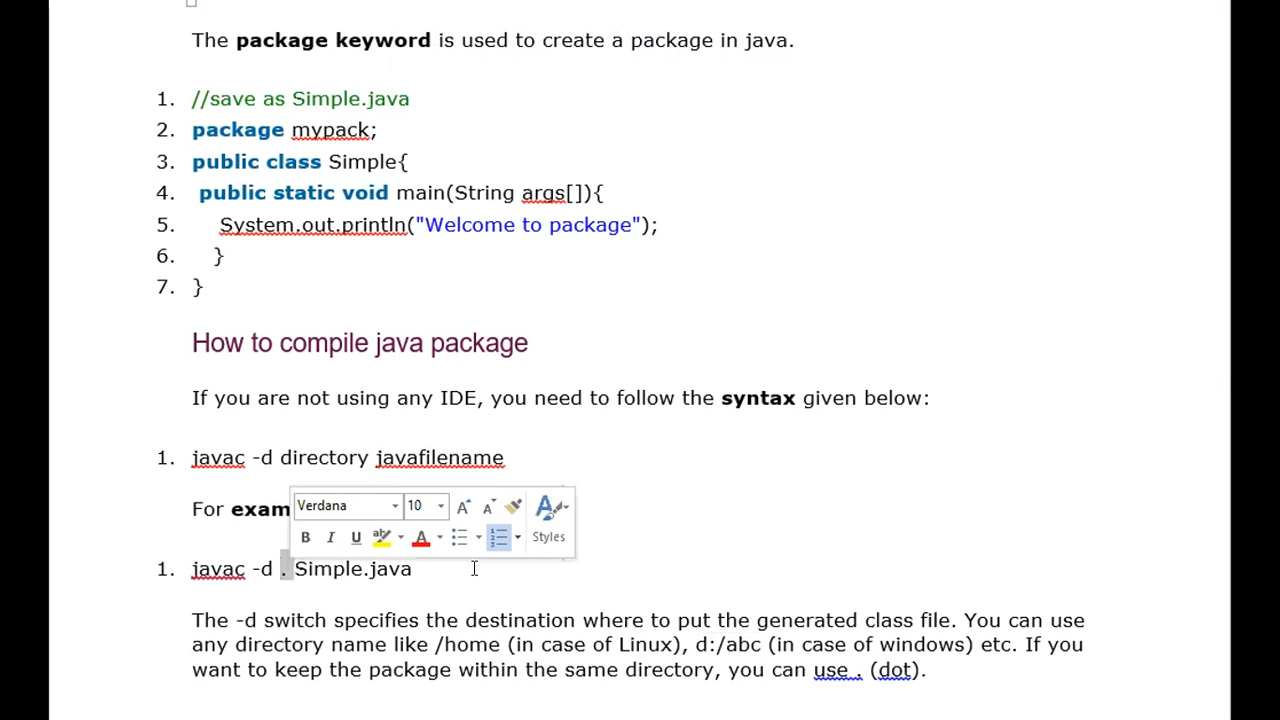 The package keyword is used to create a package in java.
1. //save as Simple.java
2. package mypack;
3. public class Simple{
4. public static void main(String args[]){
5. System.out.println("Welcome to package");
6. }
7. }
How to compile java package
If you are not using any IDE, you need to follow the syntax given below:
1. javac -d directory javafilename
Verdana 10
For exam
B I U ab A Styles
1. javac -d . Simple.java
The -d switch specifies the destination where to put the generated class file. You can use
any directory name like /home (in case of Linux), d:/abc (in case of windows) etc. If you
want to keep the package within the same directory, you can use . (dot).